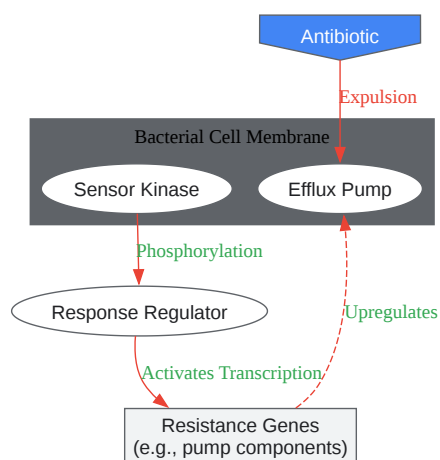 Antibiotic
Expulsion
Bacterial Cell Membrane
Sensor Kinase
Efflux Pump
Phosphorylation
Response Regulator
Upregulates
Activates Transcription
Resistance Genes
(e.g., pump components)